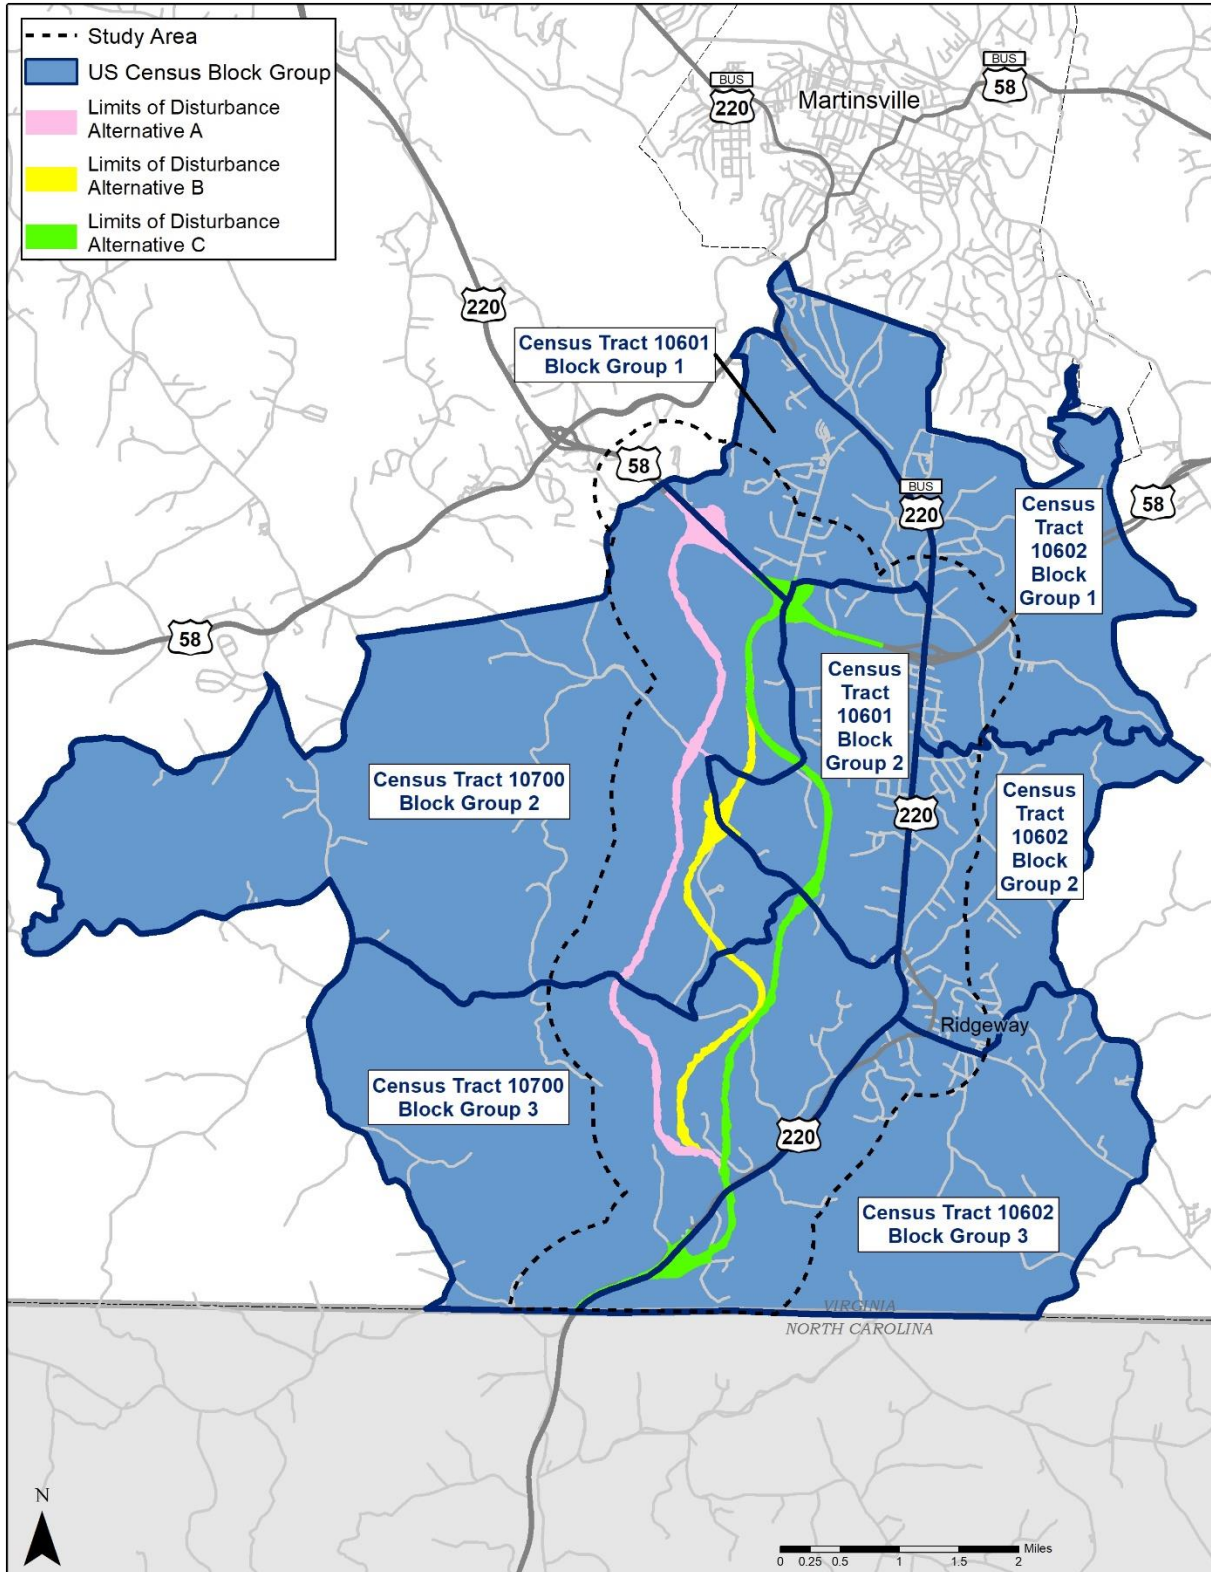 Study Area
US Census Block Group
Limits of Disturbance
Alternative A
Limits of Disturbance
Alternative B
Limits of Disturbance
Alternative C
BUS
220
Martinsville
BUS
58
220
Census Tract 10601
Block Group 1
58
BUS
220
Census
Tract
10602
Block
Group 1
58
58
Census
Tract
10601
Block
Group 2
Census Tract 10700
Block Group 2
220
Census
Tract
10602
Block
Group 2
Ridgeway
Census Tract 10700
Block Group 3
220
Census Tract 10602
Block Group 3
VIRGINIA
NORTH CAROLINA
N
Miles
0 0.25 0.5 1 1.5 2